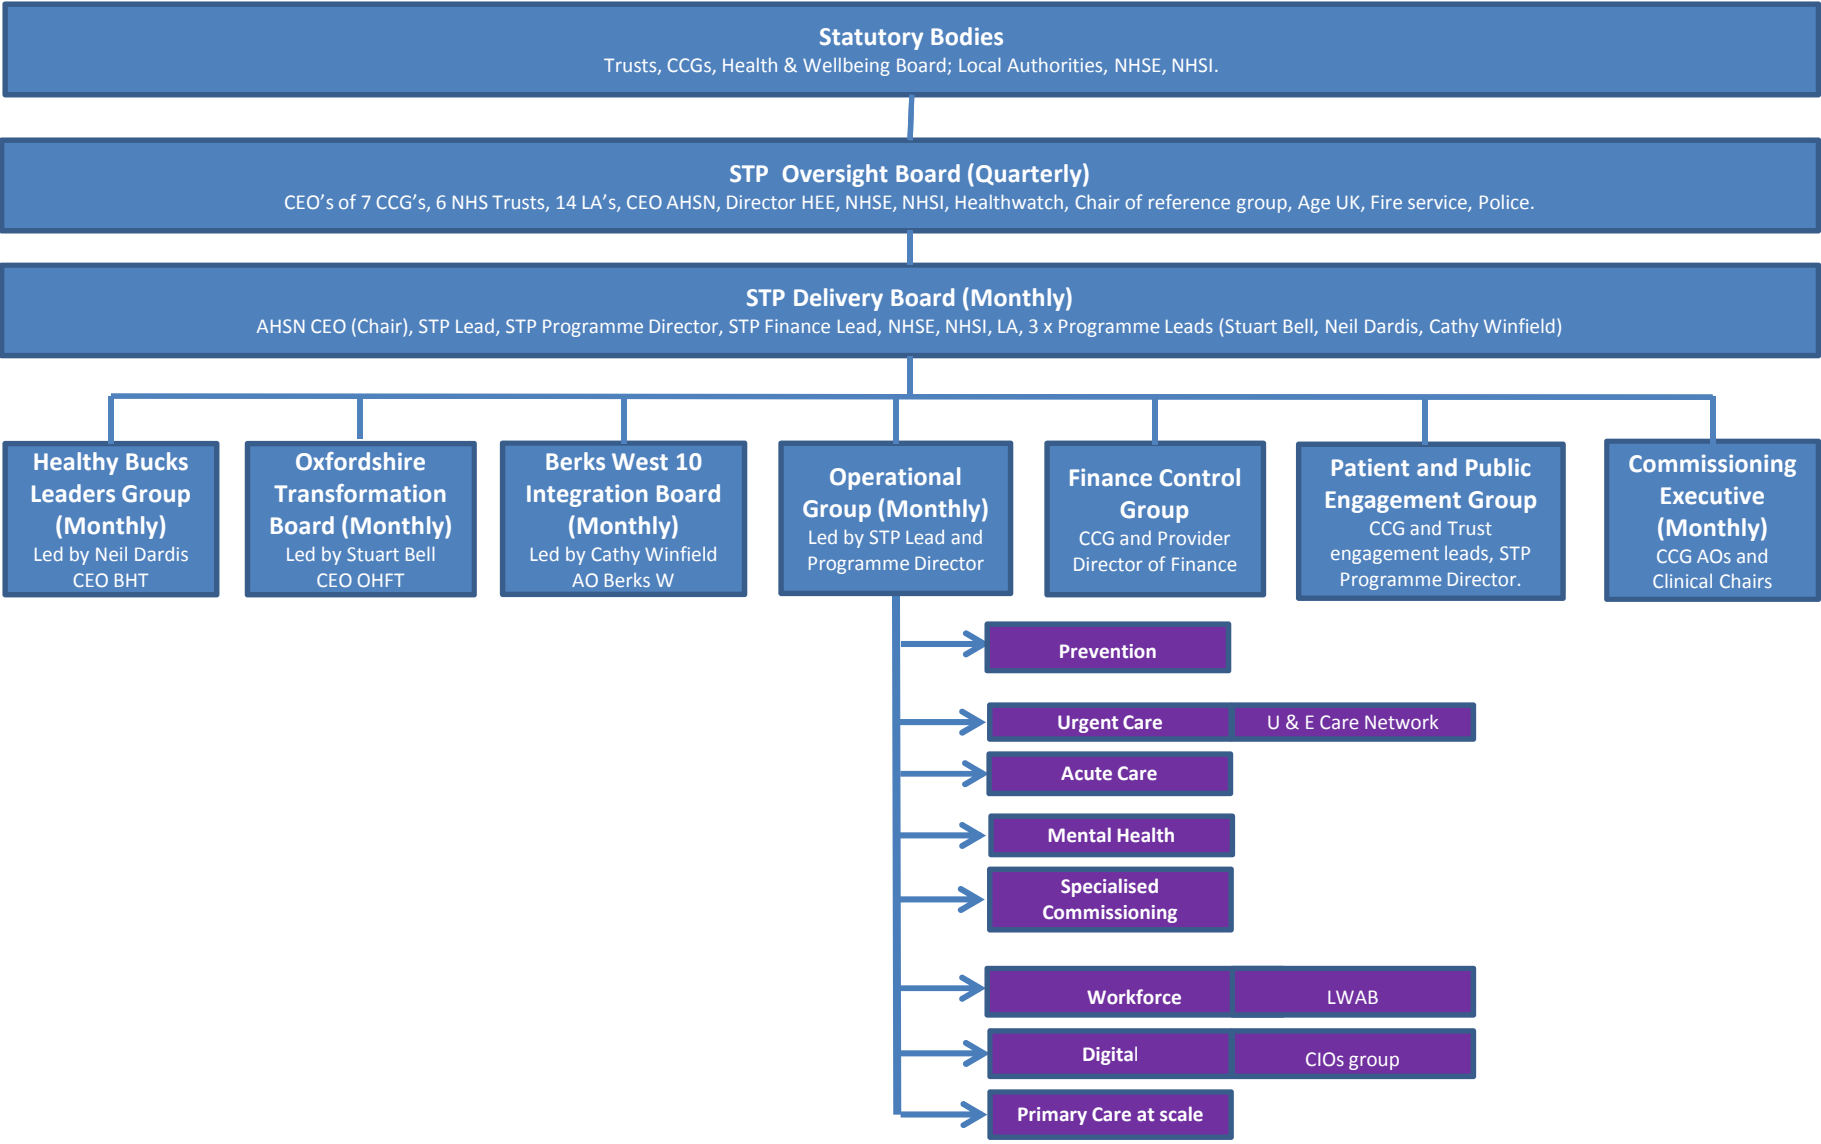 Statutory Bodies
Trusts, CCGs, Health & Wellbeing Board; Local Authorities, NHSE, NHSI.
STP Oversight Board (Quarterly)
CEO’s of 7 CCG’s, 6 NHS Trusts, 14 LA’s, CEO AHSN, Director HEE, NHSE, NHSI, Healthwatch, Chair of reference group, Age UK, Fire service, Police.
STP Delivery Board (Monthly)
AHSN CEO (Chair), STP Lead, STP Programme Director, STP Finance Lead, NHSE, NHSI, LA, 3 x Programme Leads (Stuart Bell, Neil Dardis, Cathy Winfield)
Healthy Bucks
Leaders Group
(Monthly)
Led by Neil Dardis
CEO BHT
Oxfordshire
Transformation
Board (Monthly)
Led by Stuart Bell
CEO OHFT
Berks West 10
Integration Board
(Monthly)
Led by Cathy Winfield
AO Berks W
Operational
Group (Monthly)
Led by STP Lead and
Programme Director
Finance Control
Group
CCG and Provider
Director of Finance
Patient and Public
Engagement Group
CCG and Trust
engagement leads, STP
Programme Director.
Commissioning
Executive
(Monthly)
CCG AOs and
Clinical Chairs
Prevention
Urgent Care
U & E Care Network
Acute Care
Mental Health
Specialised
Commissioning
Workforce
LWAB
Digital
CIOs group
Primary Care at scale